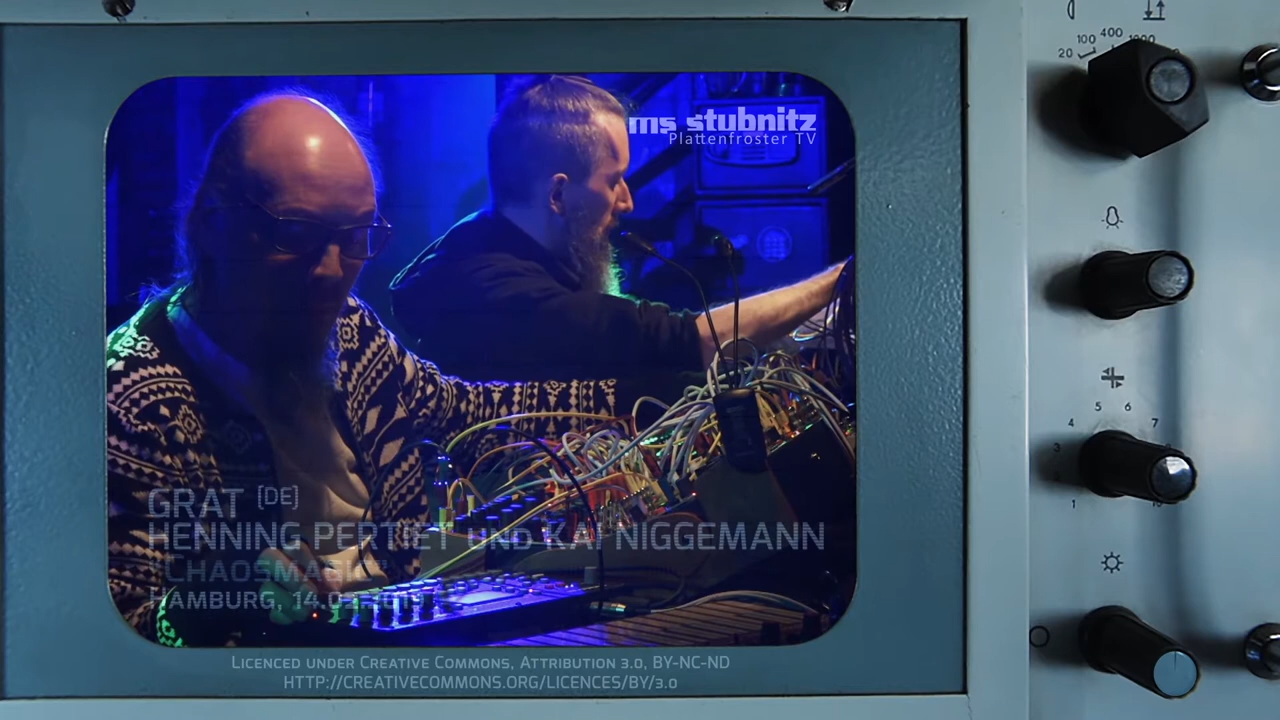 20 100 400 1000
ms stubnitz
Plattenfroster TV
5 6
4 7
3
1
GRAT (DE)
HENNING PERTIET UND KAI NIGGEMANN
"CHAOSMAGIE"
HAMBURG,
LICENCED UNDER CREATIVE COMMONS, ATTRIBUTION 3.0, BY-NC-ND
HTTP://CREATIVECOMMONS.ORG/LICENCES/BY/3.0